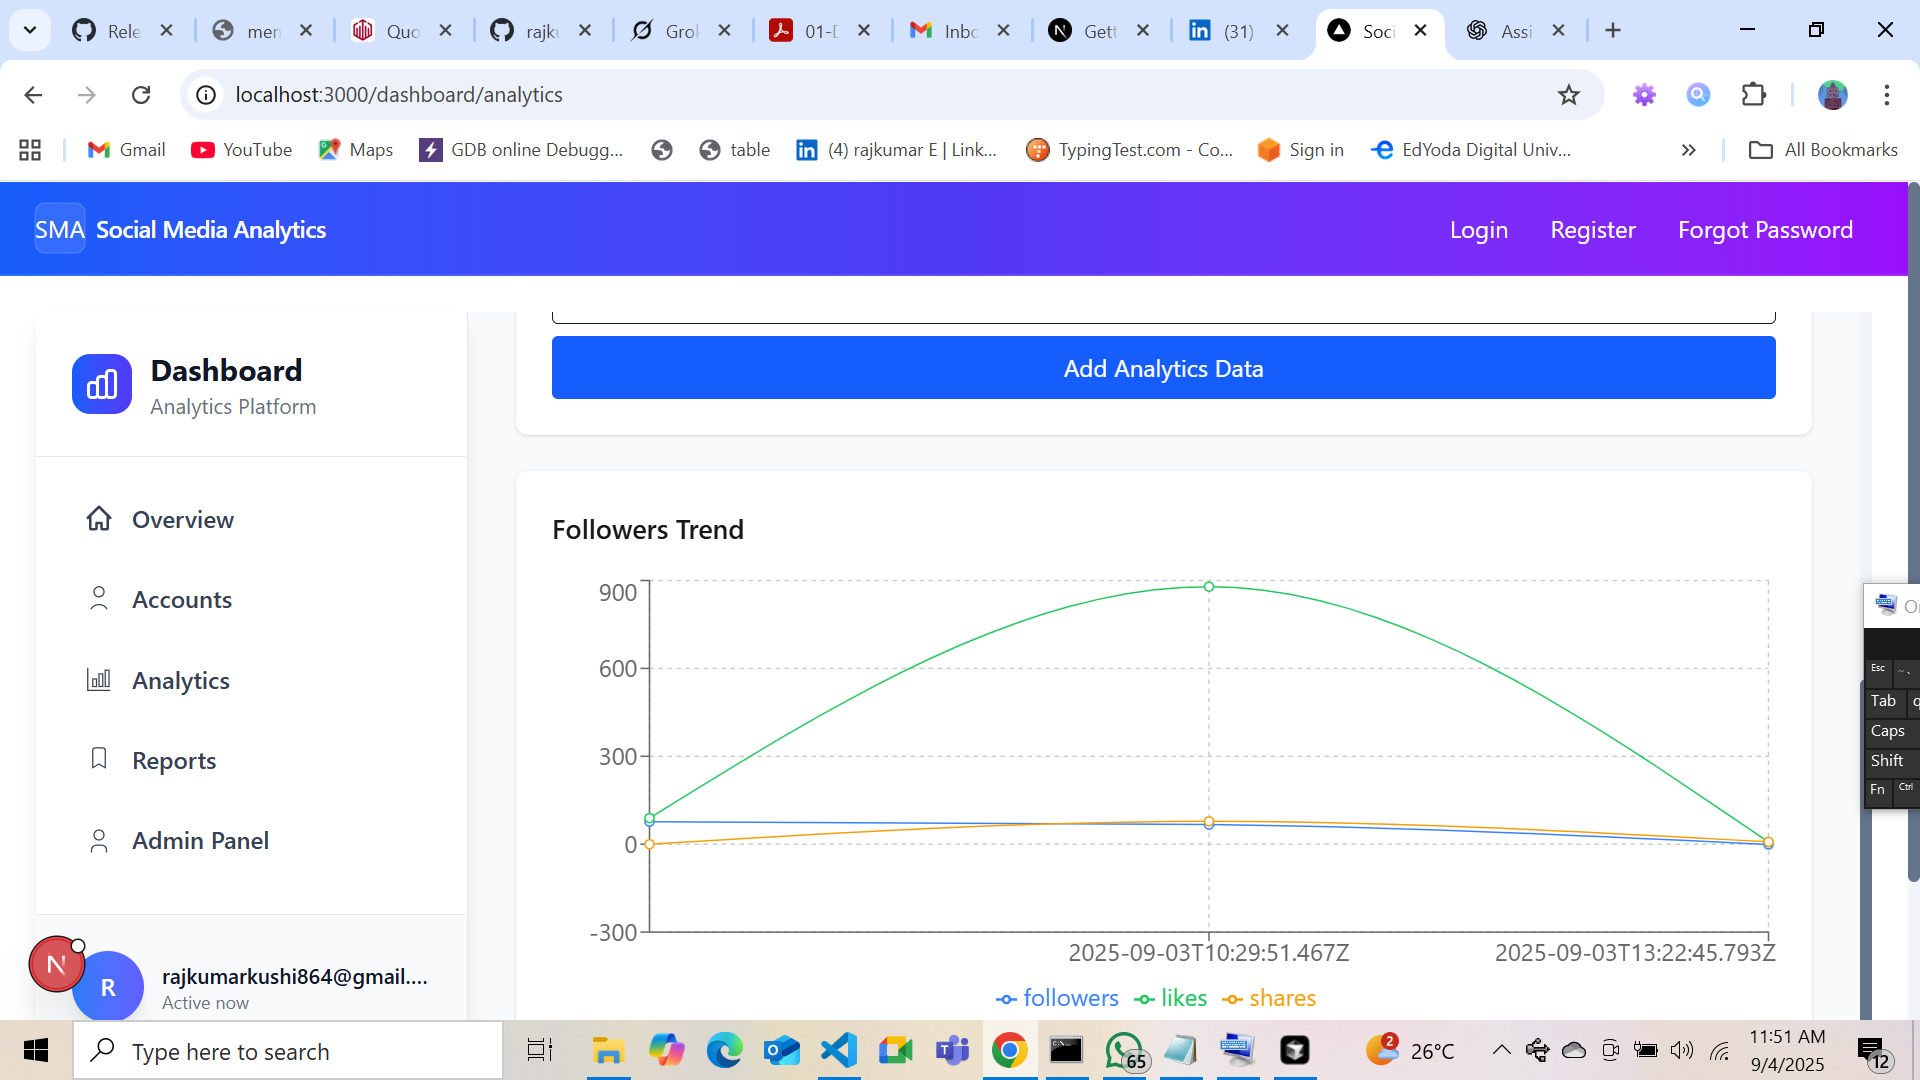 Rele
men
Quo
rajku
Grok
01-D
Inbo
Gett
(31)
Soci
Assi
localhost:3000/dashboard/analytics
Gmail
YouTube
Maps
GDB online Debugg...
table
(4) rajkumar E | Link...
TypingTest.com - Co...
Sign in
EdYoda Digital Univ...
All Bookmarks
SMA
Social Media Analytics
Login
Register
Forgot Password
Dashboard
Analytics Platform
Overview
Accounts
Analytics
Reports
Admin Panel
N
R
rajkumarkushi864@gmail....
Active now
Add Analytics Data
Followers Trend
900
600
300
0
-300
2025-09-03T10:29:51.467Z
2025-09-03T13:22:45.793Z
followers
likes
shares
Esc
~ `
Tab
q
Caps
Shift
Fn
Ctrl
Type here to search
65
2
26°C
11:51 AM
9/4/2025
12